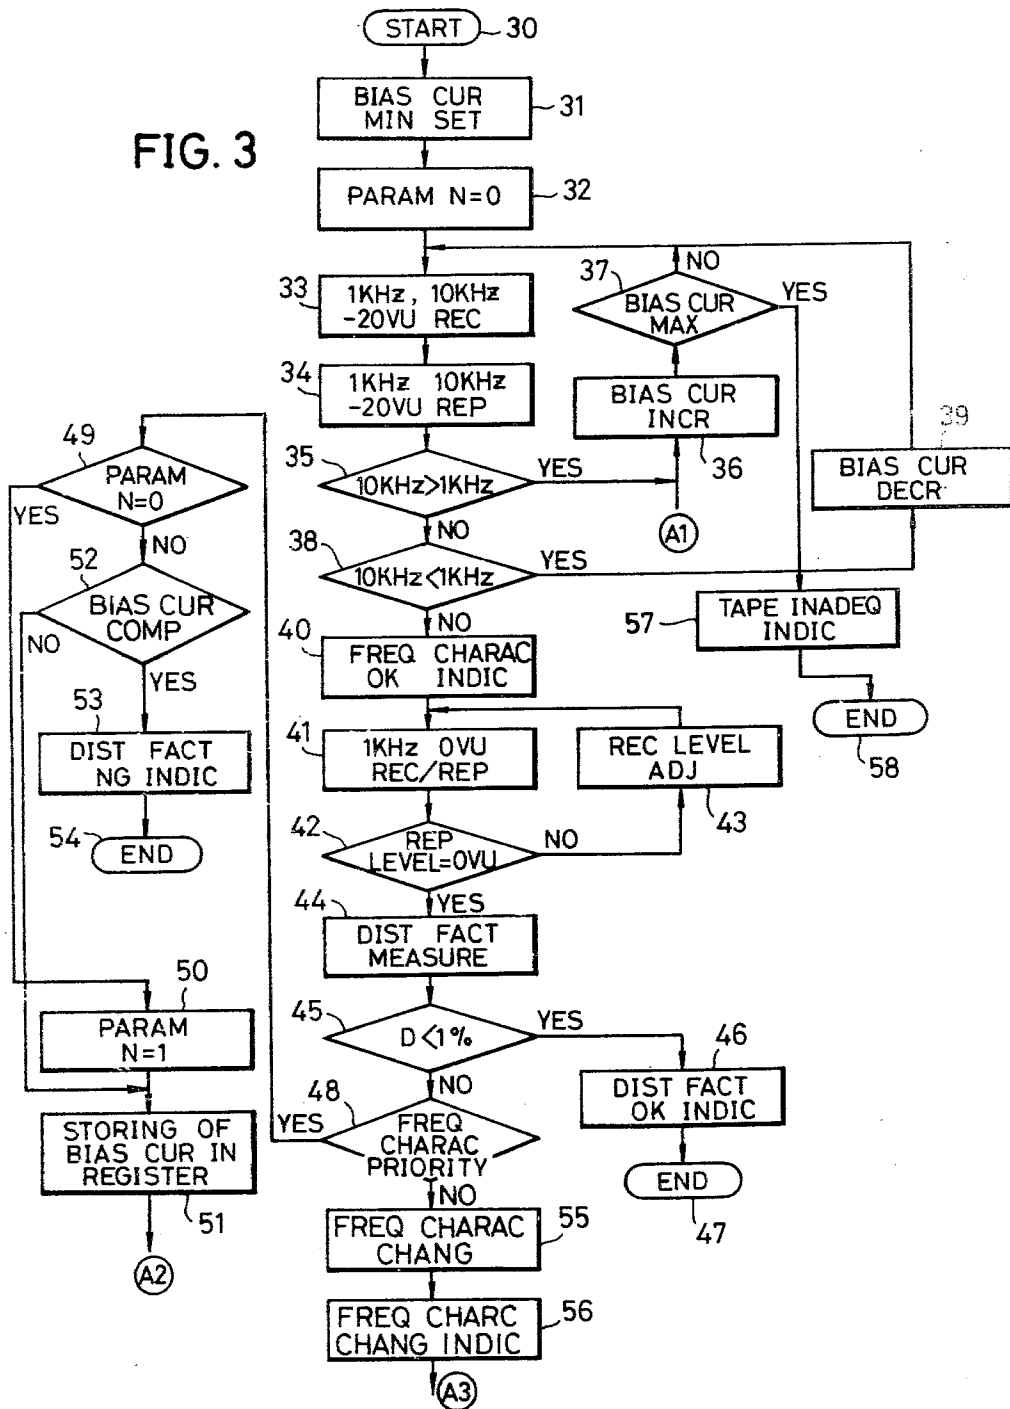 START
30
BIAS CUR
MIN SET
31
FIG. 3
PARAM N=0
32
33
1KHz, 10KHz
-20VU REC
37
NO
YES
BIAS CUR
MAX
34
1KHz 10KHz
-20VU REP
BIAS CUR
INCR
36
39
BIAS CUR
DECR
49
PARAM
N=0
YES
NO
35
10KHz>1KHz
YES
NO
A1
38
10KHz<1KHz
YES
NO
52
BIAS CUR
COMP
NO
YES
57
TAPE INADEQ
INDIC
40
FREQ CHARAC
OK INDIC
END
58
53
DIST FACT
NG INDIC
41
1KHz 0VU
REC/REP
REC LEVEL
ADJ
43
54
END
42
REP
LEVEL=0VU
NO
YES
44
DIST FACT
MEASURE
50
PARAM
N=1
45
D<1%
YES
NO
46
DIST FACT
OK INDIC
48
YES
FREQ
CHARAC
PRIORITY
NO
END
47
STORING OF
BIAS CUR IN
REGISTER
51
A2
FREQ CHARAC
CHANG
55
FREQ CHARC
CHANG INDIC
56
A3